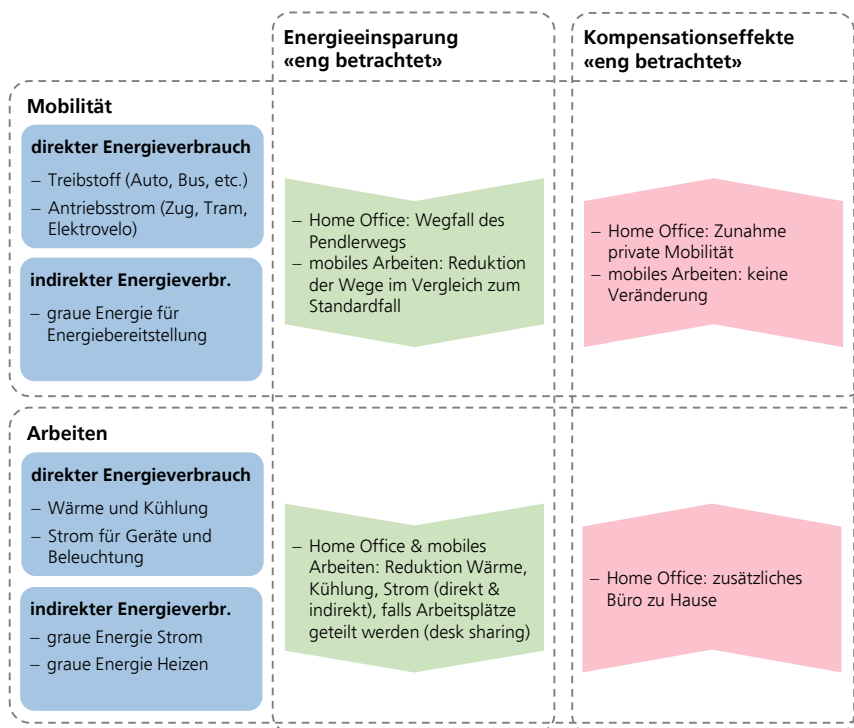 Energieeinsparung
«eng betrachtet»
Kompensationseffekte
«eng betrachtet»
Mobilität
direkter Energieverbrauch
– Treibstoff (Auto, Bus, etc.)
– Antriebsstrom (Zug, Tram,
Elektrovelo)
indirekter Energieverbr.
– graue Energie für
Energiebereitstellung
– Home Office: Wegfall des
Pendlerwegs
– mobiles Arbeiten: Reduktion
der Wege im Vergleich zum
Standardfall
– Home Office: Zunahme
private Mobilität
– mobiles Arbeiten: keine
Veränderung
Arbeiten
direkter Energieverbrauch
– Wärme und Kühlung
– Strom für Geräte und
Beleuchtung
indirekter Energieverbr.
– graue Energie Strom
– graue Energie Heizen
– Home Office & mobiles
Arbeiten: Reduktion Wärme,
Kühlung, Strom (direkt &
indirekt), falls Arbeitsplätze
geteilt werden (desk sharing)
– Home Office: zusätzliches
Büro zu Hause